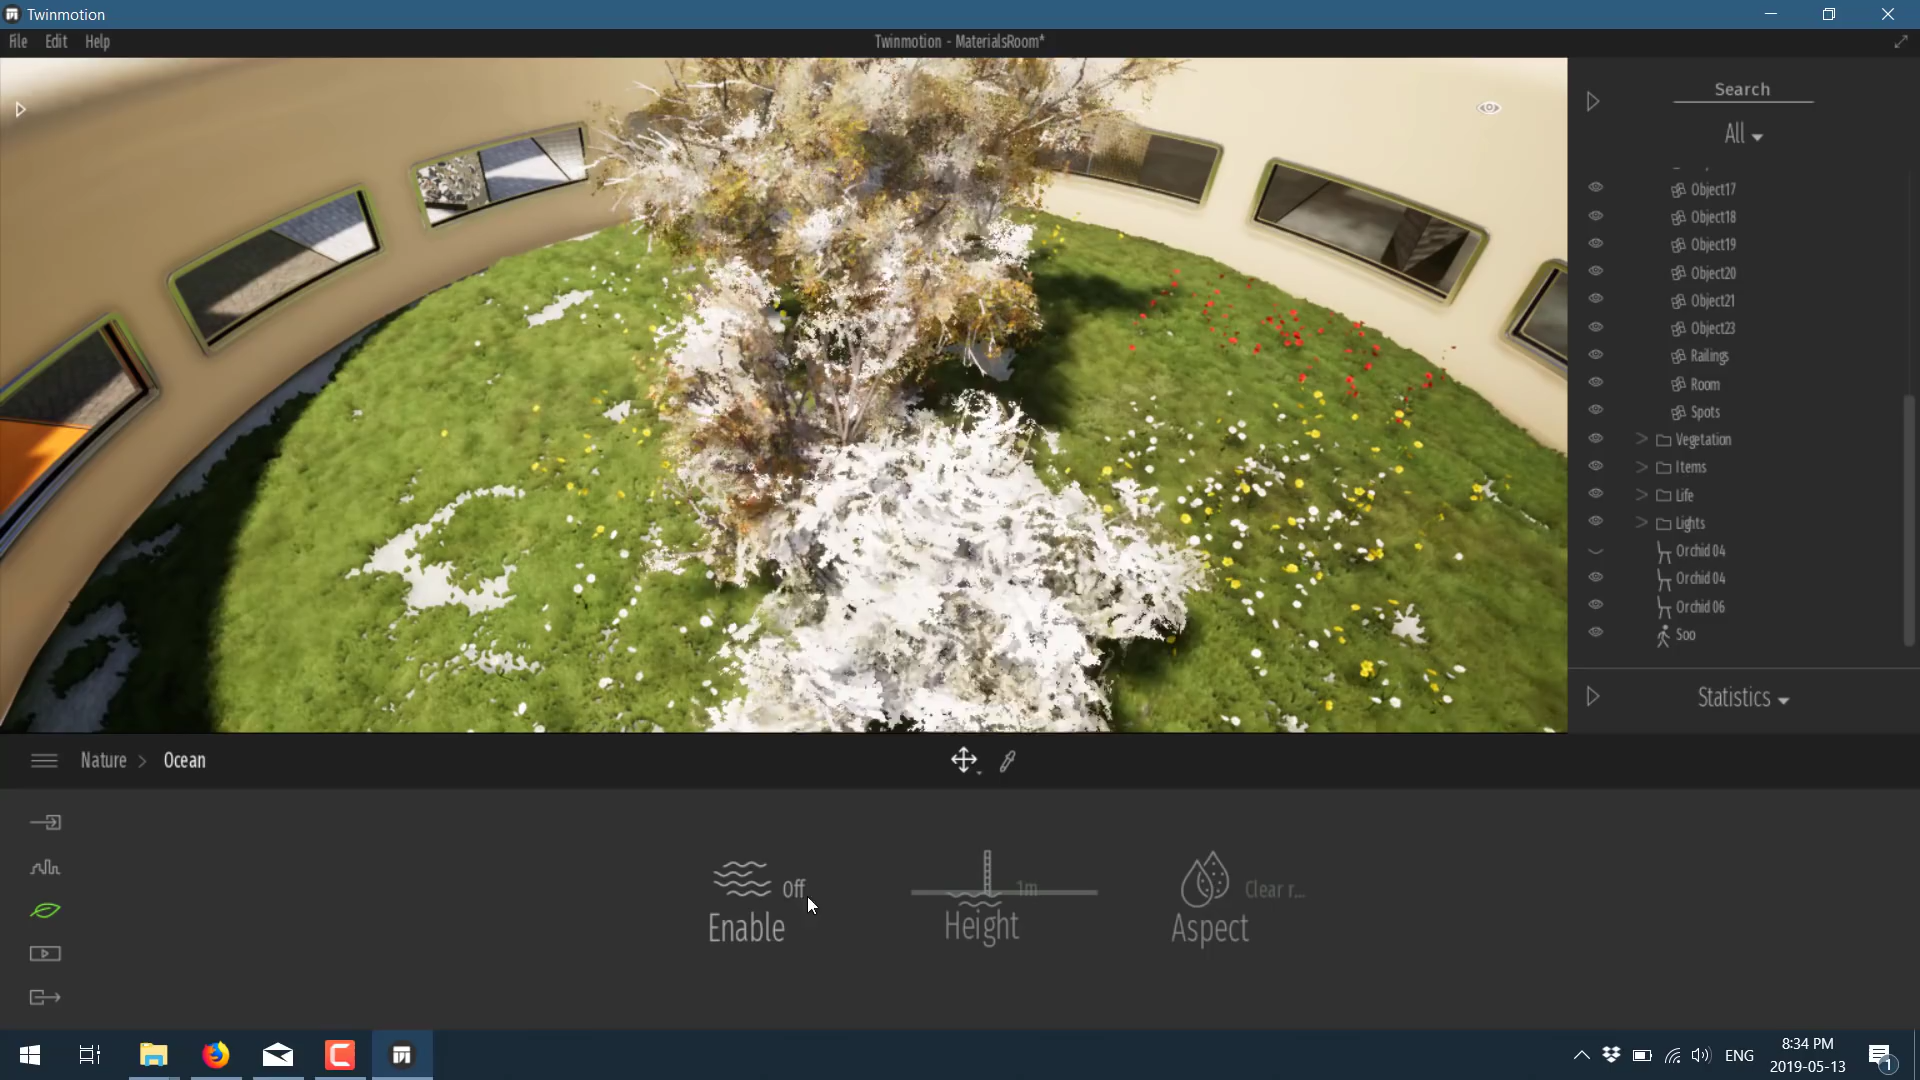 Twinmotion
File Edit Help
Twinmotion - MaterialsRoom*
Search
All
Object17
Object18
Object19
Object20
Object21
Object23
Railings
Room
Spots
Vegetation
Items
Life
Lights
Orchid 04
Orchid 04
Orchid 06
Soo
Statistics
Nature > Ocean
Off
Enable
1m
Height
Clear r...
Aspect
ENG
8:34 PM
2019-05-13
1